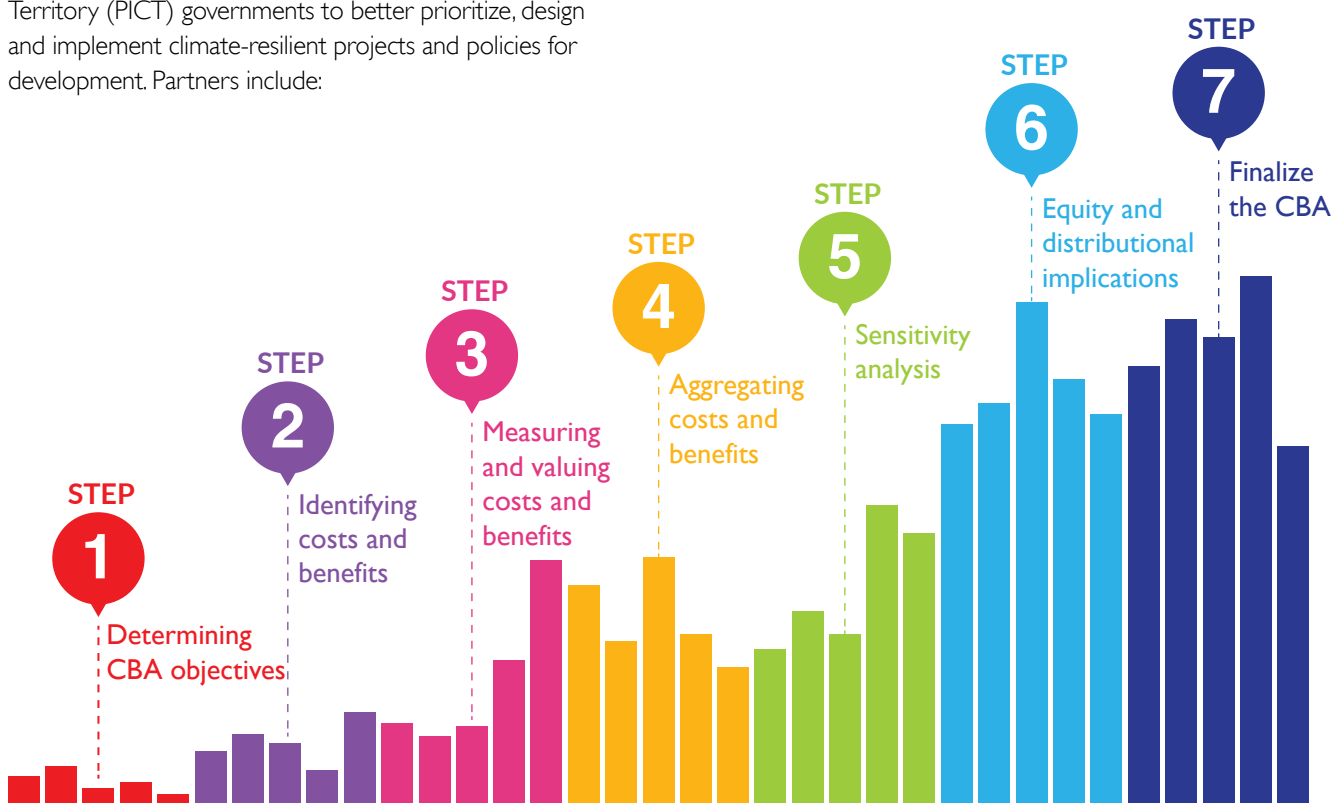 Territory (PICT) governments to better prioritize, design
and implement climate-resilient projects and policies for
development. Partners include:
STEP
1
Determining
CBA objectives
STEP
2
Identifying
costs and
benefits
STEP
3
Measuring
and valuing
costs and
benefits
STEP
4
Aggregating
costs and
benefits
STEP
5
Sensitivity
analysis
STEP
6
Equity and
distributional
implications
STEP
7
Finalize
the CBA